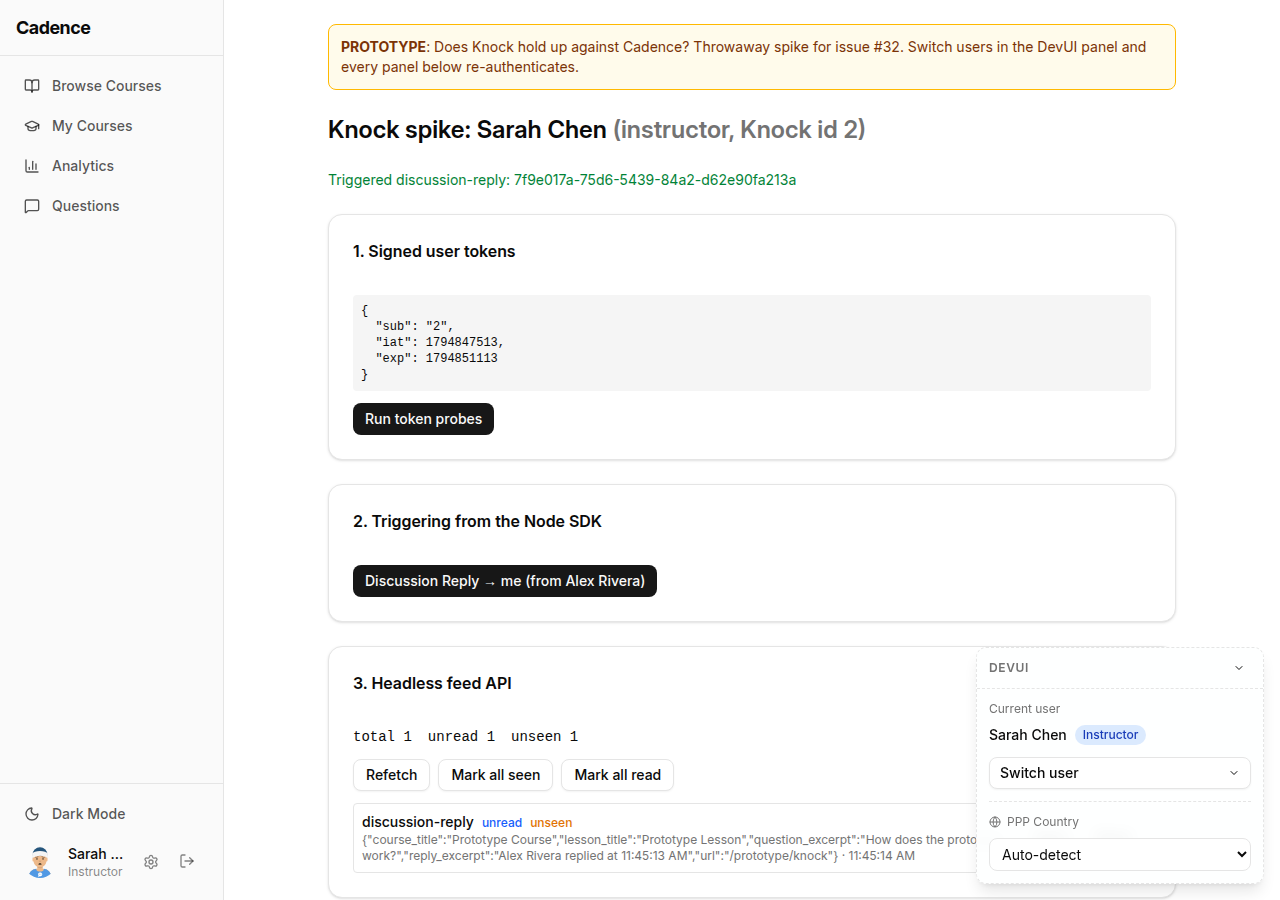 Cadence
Browse Courses
My Courses
Analytics
Questions
Dark Mode
Sarah ...
Instructor
PROTOTYPE: Does Knock hold up against Cadence? Throwaway spike for issue #32. Switch users in the DevUI panel and
every panel below re-authenticates.
Knock spike: Sarah Chen (instructor, Knock id 2)
Triggered discussion-reply: 7f9e017a-75d6-5439-84a2-d62e90fa213a
1. Signed user tokens
{
"sub": "2",
"iat": 1794847513,
"exp": 1794851113
}
Run token probes
2. Triggering from the Node SDK
Discussion Reply → me (from Alex Rivera)
3. Headless feed API
total 1 unread 1 unseen 1
Refetch
Mark all seen
Mark all read
discussion-reply unread unseen
{"course_title":"Prototype Course","lesson_title":"Prototype Lesson","question_excerpt":"How does the proto
work?","reply_excerpt":"Alex Rivera replied at 11:45:13 AM","url":"/prototype/knock"} · 11:45:14 AM
DEVUI
Current user
Sarah Chen Instructor
Switch user
PPP Country
Auto-detect